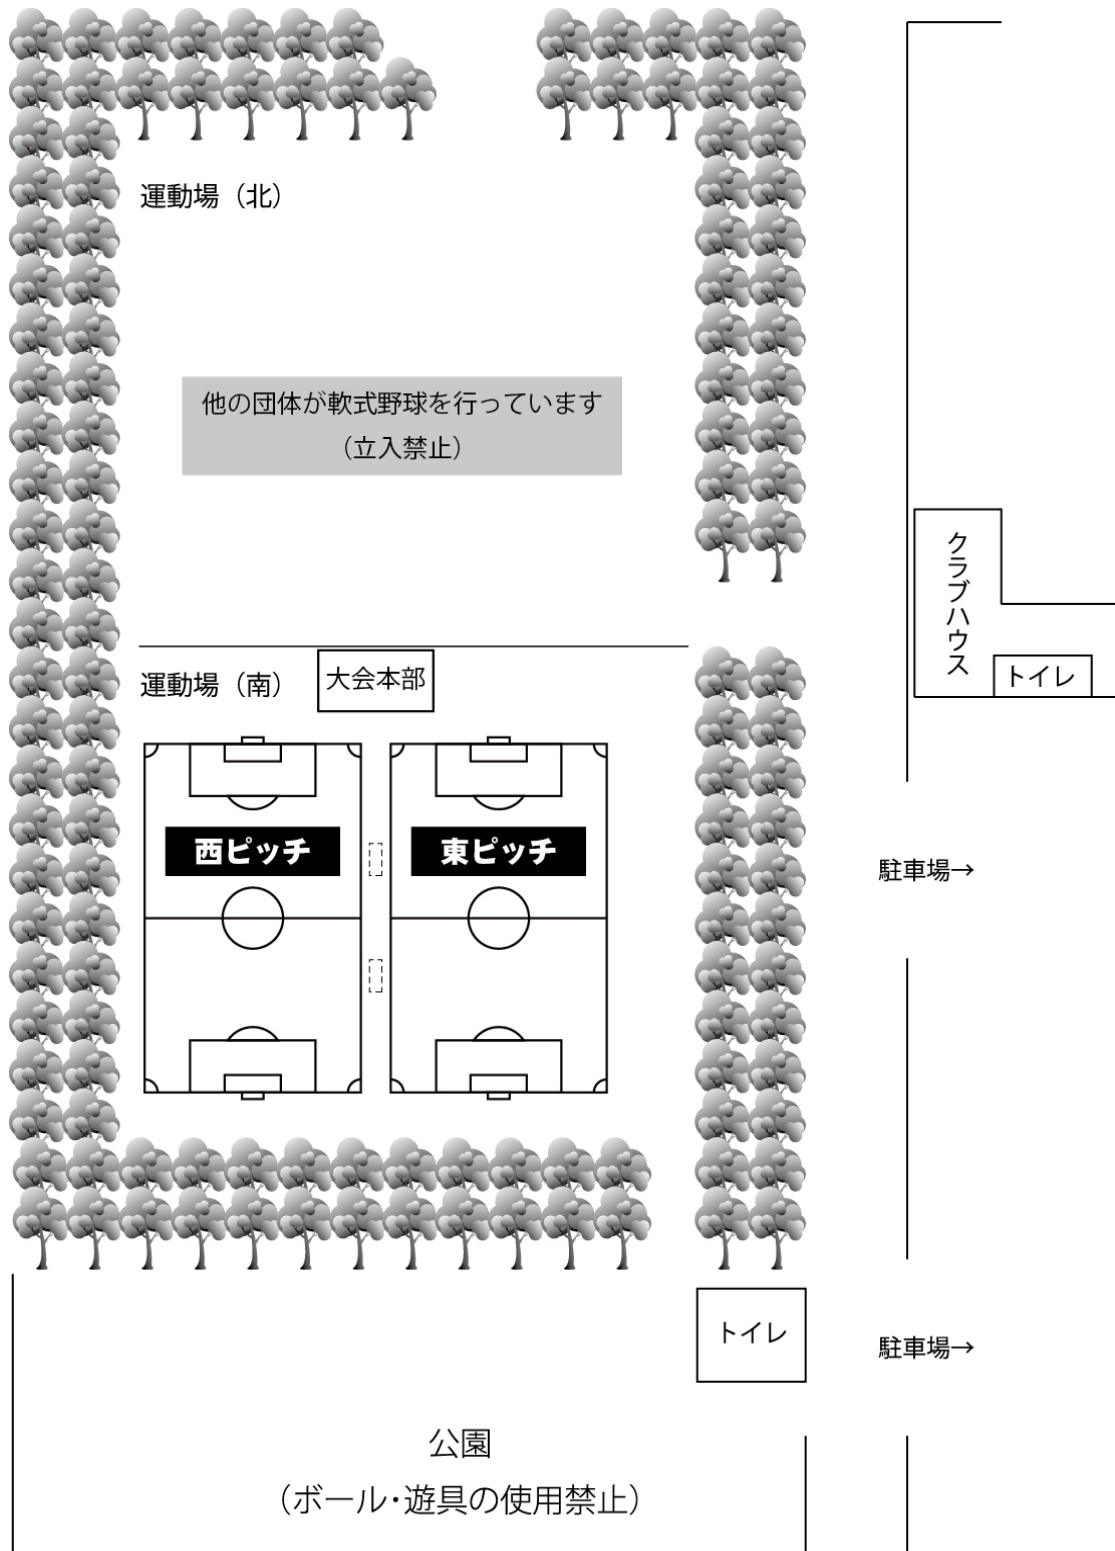 運動場（北）
他の団体が軟式野球を行っています
（立入禁止）
クラブハウス
トイレ
運動場（南）
大会本部
西ピッチ
東ピッチ
駐車場→
トイレ
駐車場→
公園
（ボール・遊具の使用禁止）